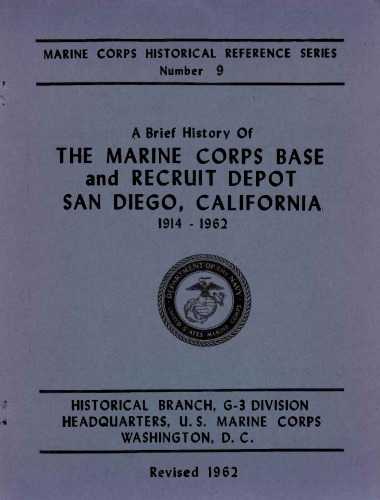 MARINE CORPS HISTORICAL REFERENCE SERIES
Number 9
A Brief History Of
THE MARINE CORPS BASE
and RECRUIT DEPOT
SAN DIEGO, CALIFORNIA
1914 - 1962
DEPARTMENT OF THE NAVY
UNITED STATES MARINE CORPS
HISTORICAL BRANCH, G-3 DIVISION
HEADQUARTERS, U. S. MARINE CORPS
WASHINGTON, D. C.
Revised 1962